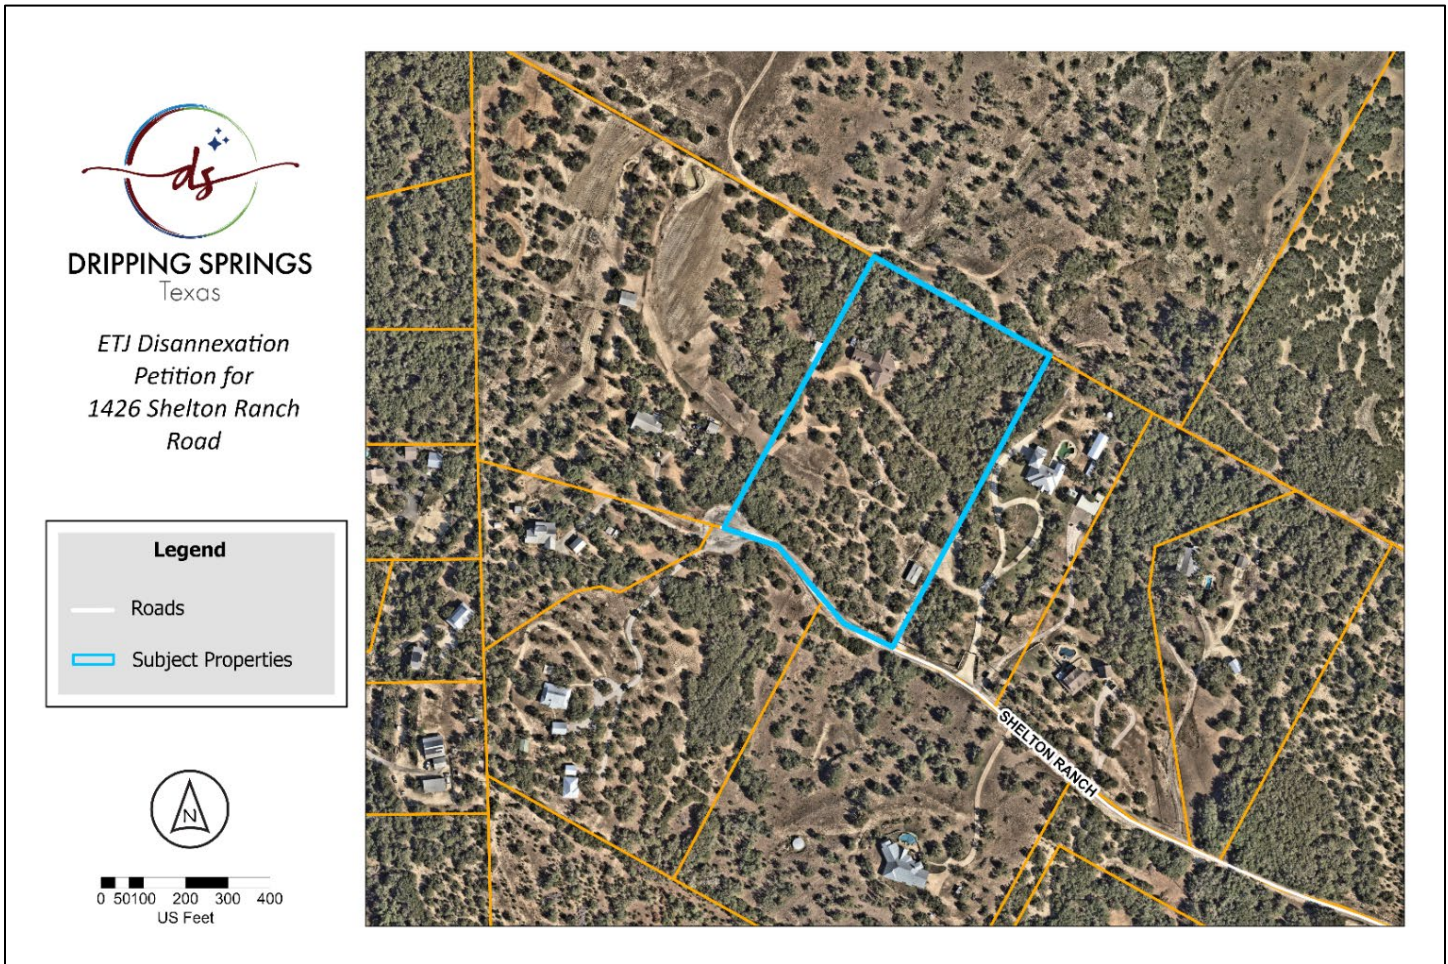 ds
DRIPPING SPRINGS
Texas
ETJ Disannexation
Petition for
1426 Shelton Ranch
Road
Legend
Roads
Subject Properties
N
0 50100 200 300 400
US Feet
SHELTON RANCH